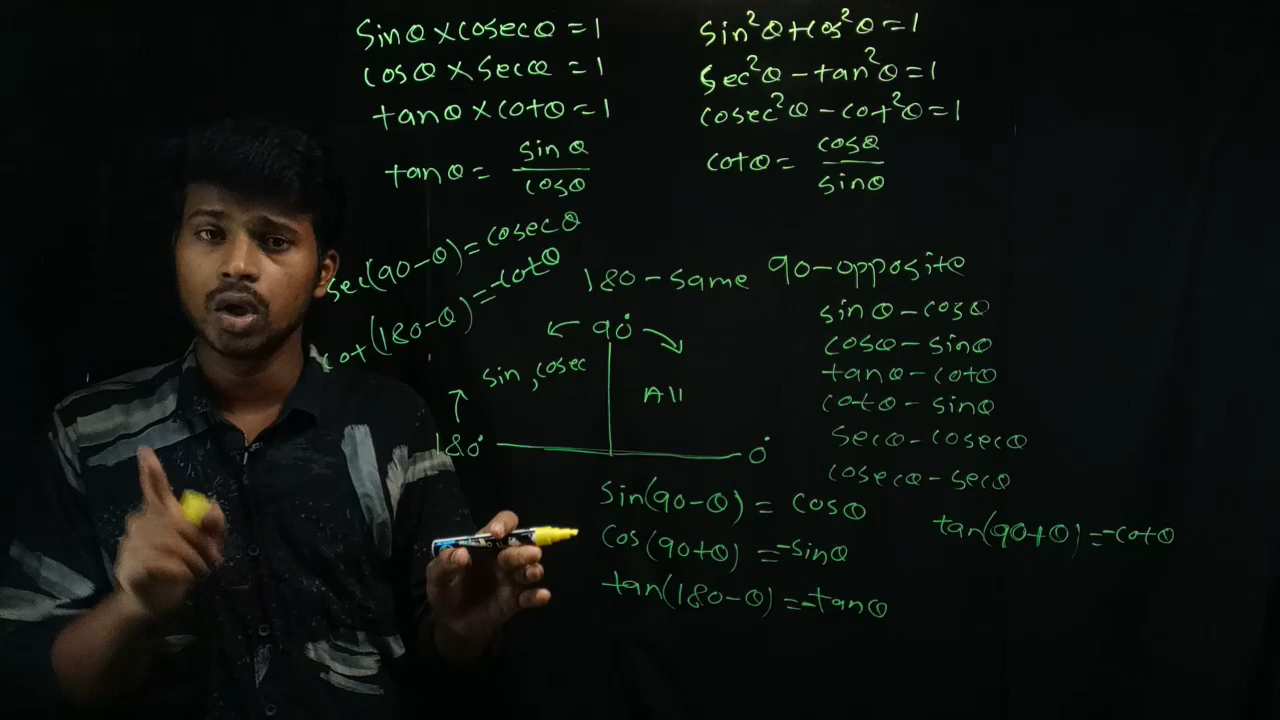 sinθ × cosecθ = 1
cosθ × secθ = 1
tanθ × cotθ = 1
tanθ = sinθ/cosθ
sin²θ + cos²θ = 1
sec²θ - tan²θ = 1
cosec²θ - cot²θ = 1
cotθ = cosθ/sinθ
sec(90-θ) = cosecθ
cot(180-θ) = -cotθ
180 - same
90 - opposite
90°
sin, cosec
All
180°
0°
sinθ - cosθ
cosθ - sinθ
tanθ - cotθ
cotθ - sinθ
secθ - cosecθ
cosecθ - secθ
sin(90-θ) = cosθ
cos(90+θ) = -sinθ
tan(180-θ) = -tanθ
tan(90+θ) = -cotθ